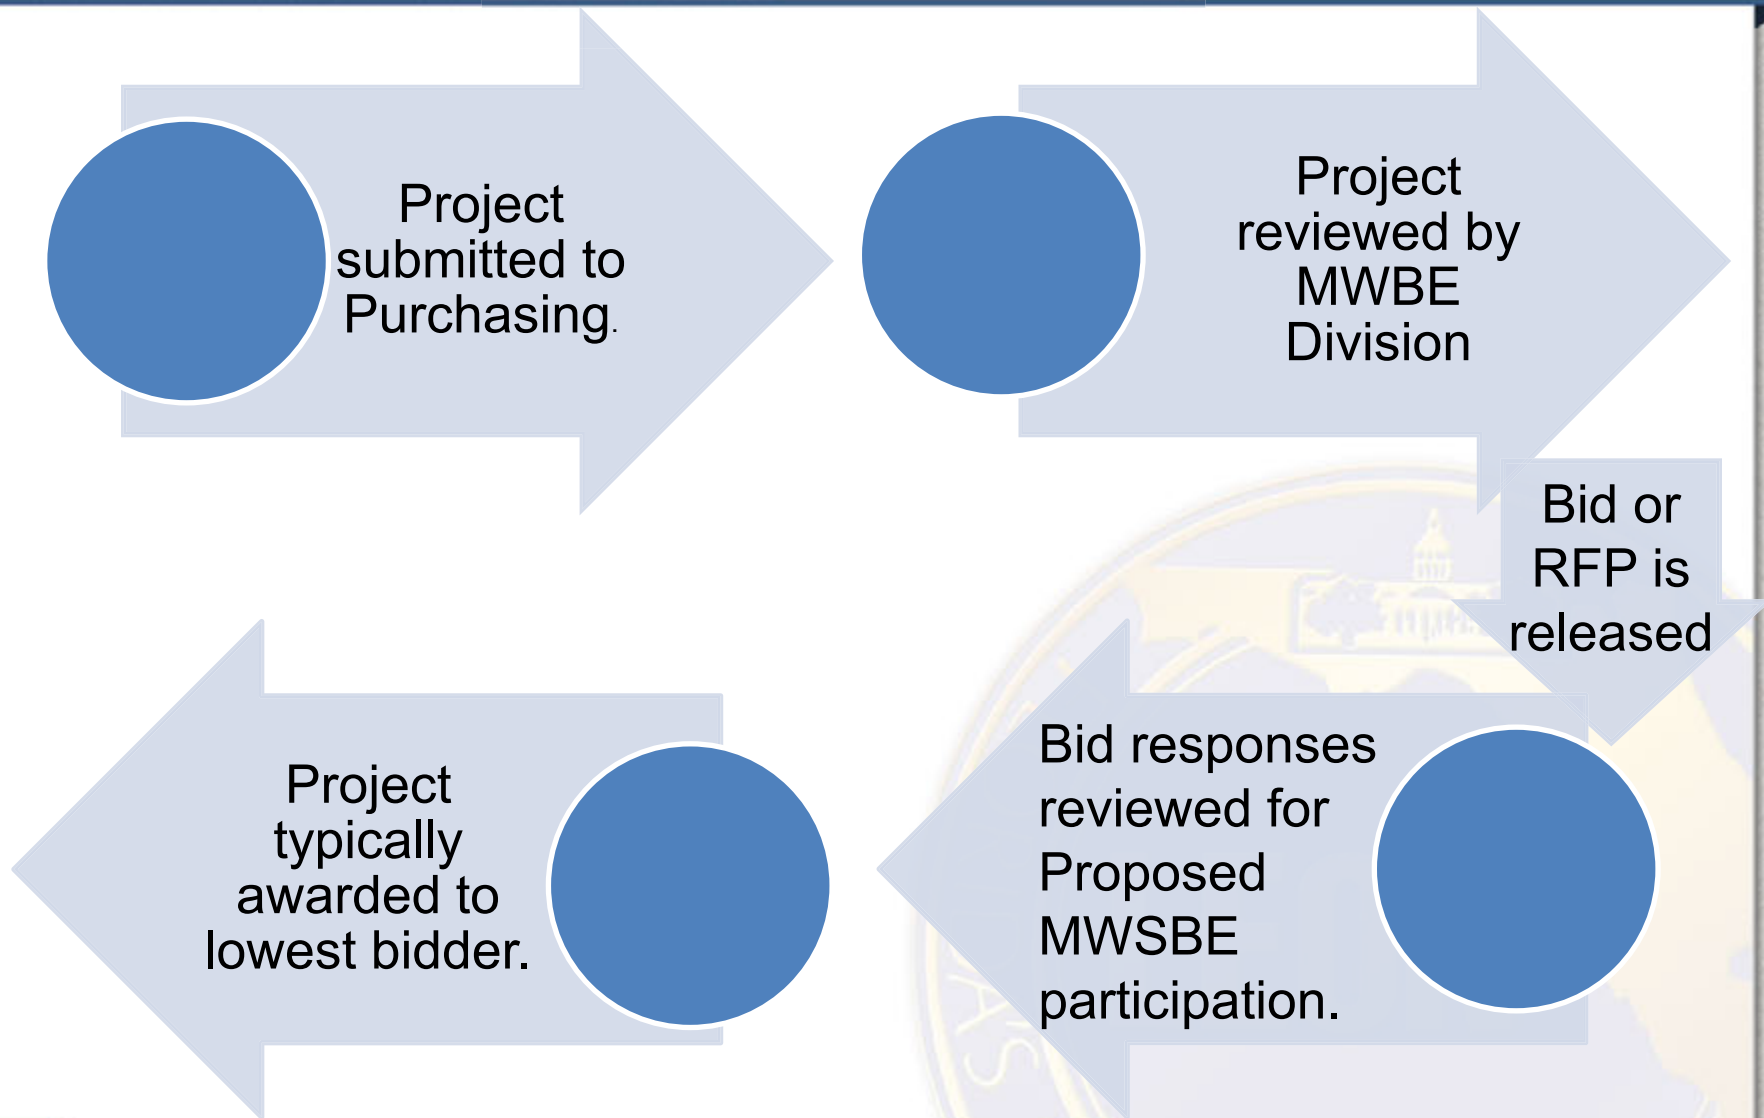 Project
submitted to
Purchasing.
Project
reviewed by
MWBE
Division
Bid or
RFP is
released
Bid responses
reviewed for
Proposed
MWSBE
participation.
Project
typically
awarded to
lowest bidder.